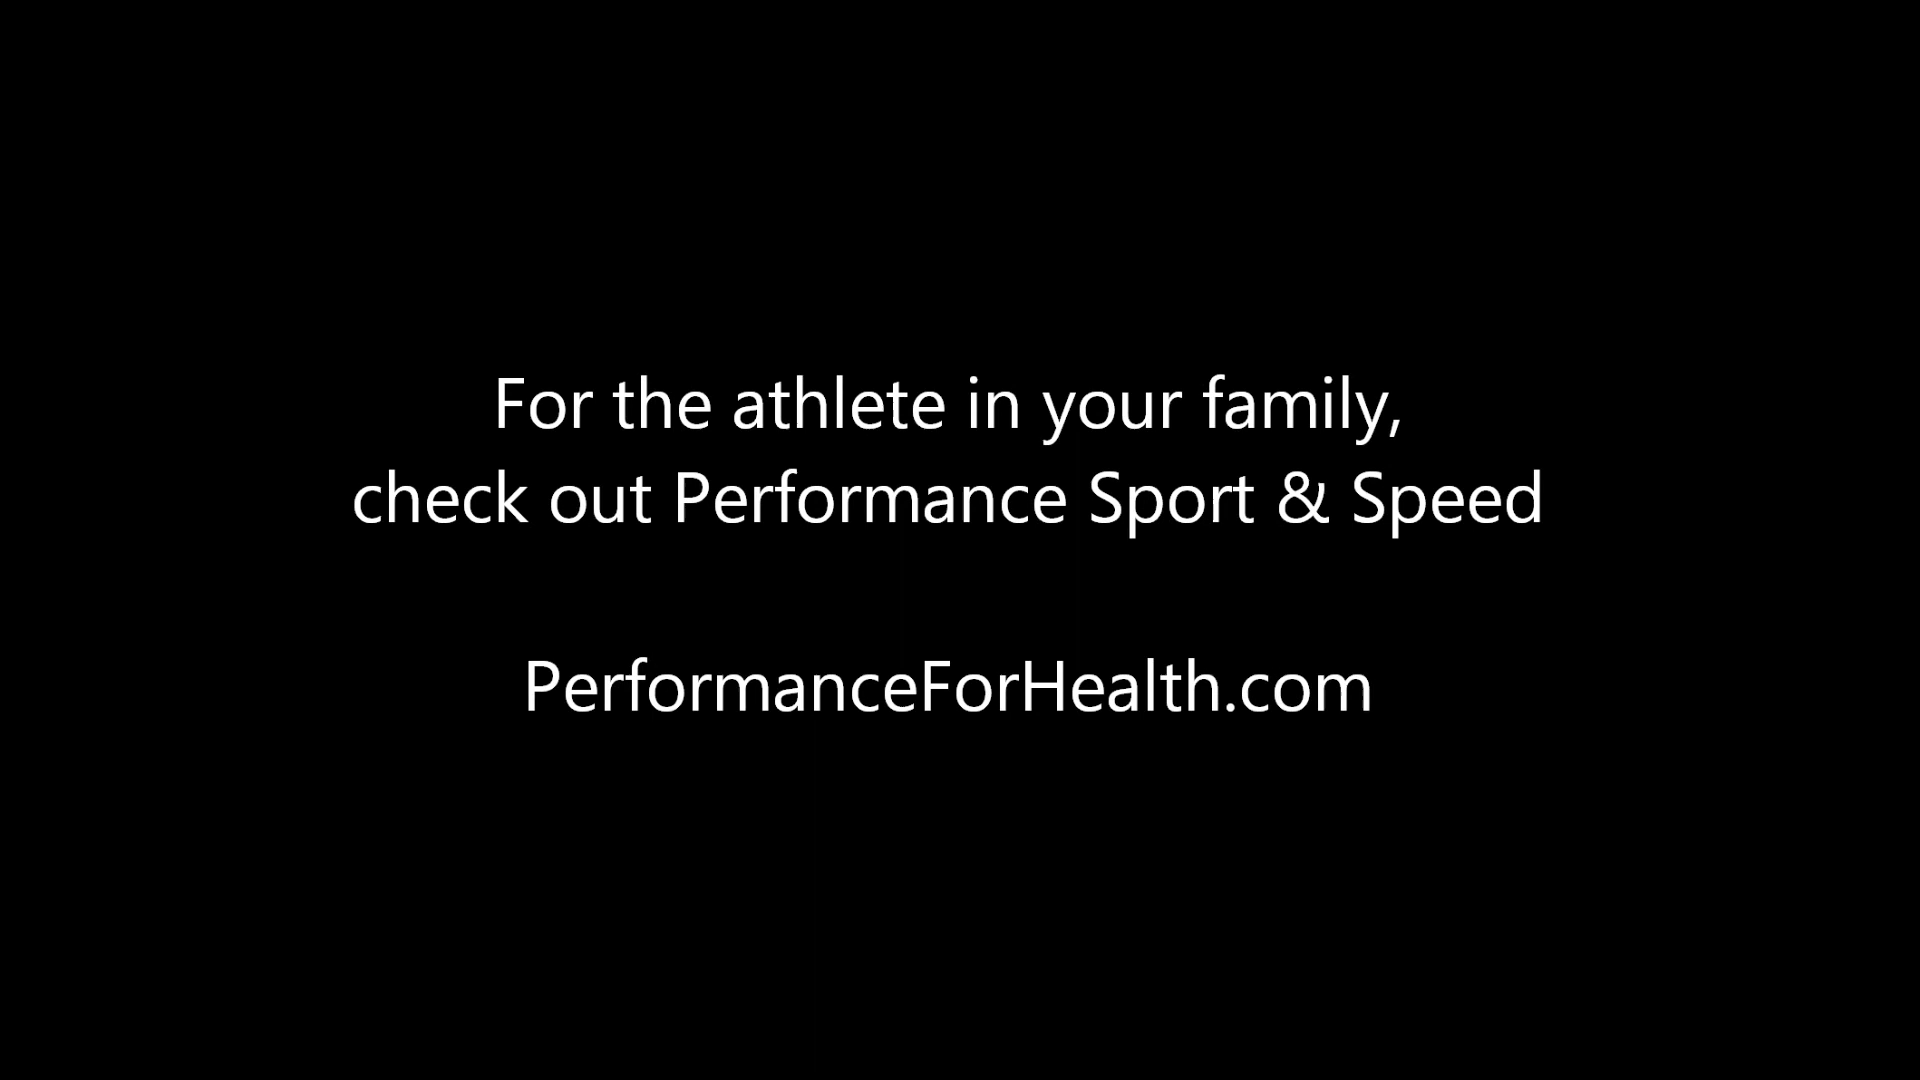 For the athlete in your family,
check out Performance Sport & Speed
PerformanceForHealth.com